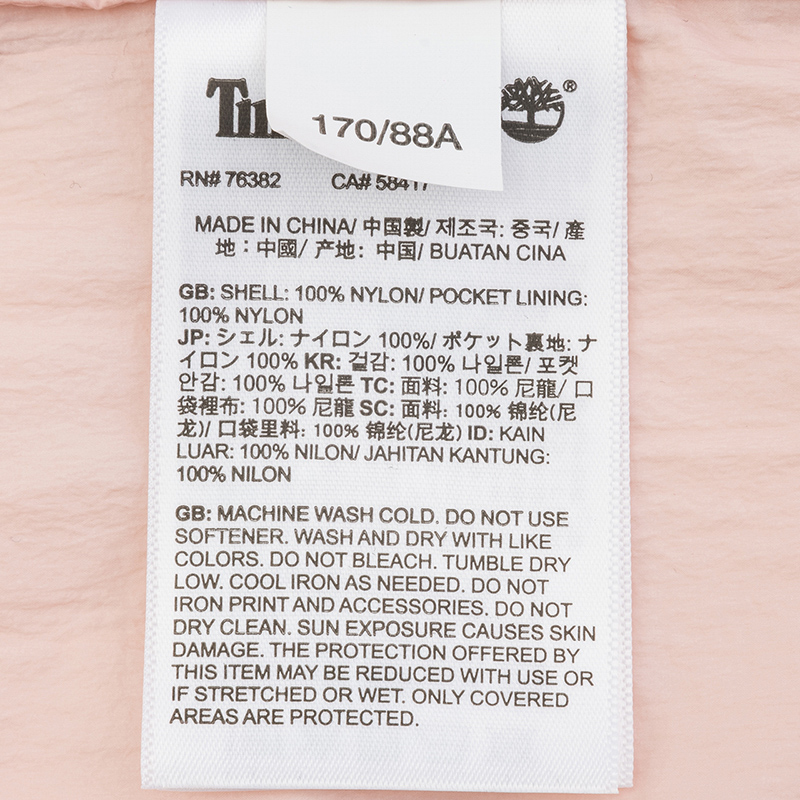 170/88A
RN# 76382 CA# 58417
MADE IN CHINA/ 中国製/ 제조국: 중국/ 產
地：中國/ 产地：中国/ BUATAN CINA
GB: SHELL: 100% NYLON/ POCKET LINING:
100% NYLON
JP: シェル: ナイロン 100%/ ポケット裏地: ナ
イロン 100% KR: 겉감: 100% 나일론/ 포켓
안감: 100% 나일론 TC: 面料: 100% 尼龍/ 口
袋裡布: 100% 尼龍 SC: 面料: 100% 锦纶(尼
龙)/ 口袋里料: 100% 锦纶(尼龙) ID: KAIN
LUAR: 100% NILON/ JAHITAN KANTUNG:
100% NILON
GB: MACHINE WASH COLD. DO NOT USE
SOFTENER. WASH AND DRY WITH LIKE
COLORS. DO NOT BLEACH. TUMBLE DRY
LOW. COOL IRON AS NEEDED. DO NOT
IRON PRINT AND ACCESSORIES. DO NOT
DRY CLEAN. SUN EXPOSURE CAUSES SKIN
DAMAGE. THE PROTECTION OFFERED BY
THIS ITEM MAY BE REDUCED WITH USE OR
IF STRETCHED OR WET. ONLY COVERED
AREAS ARE PROTECTED.